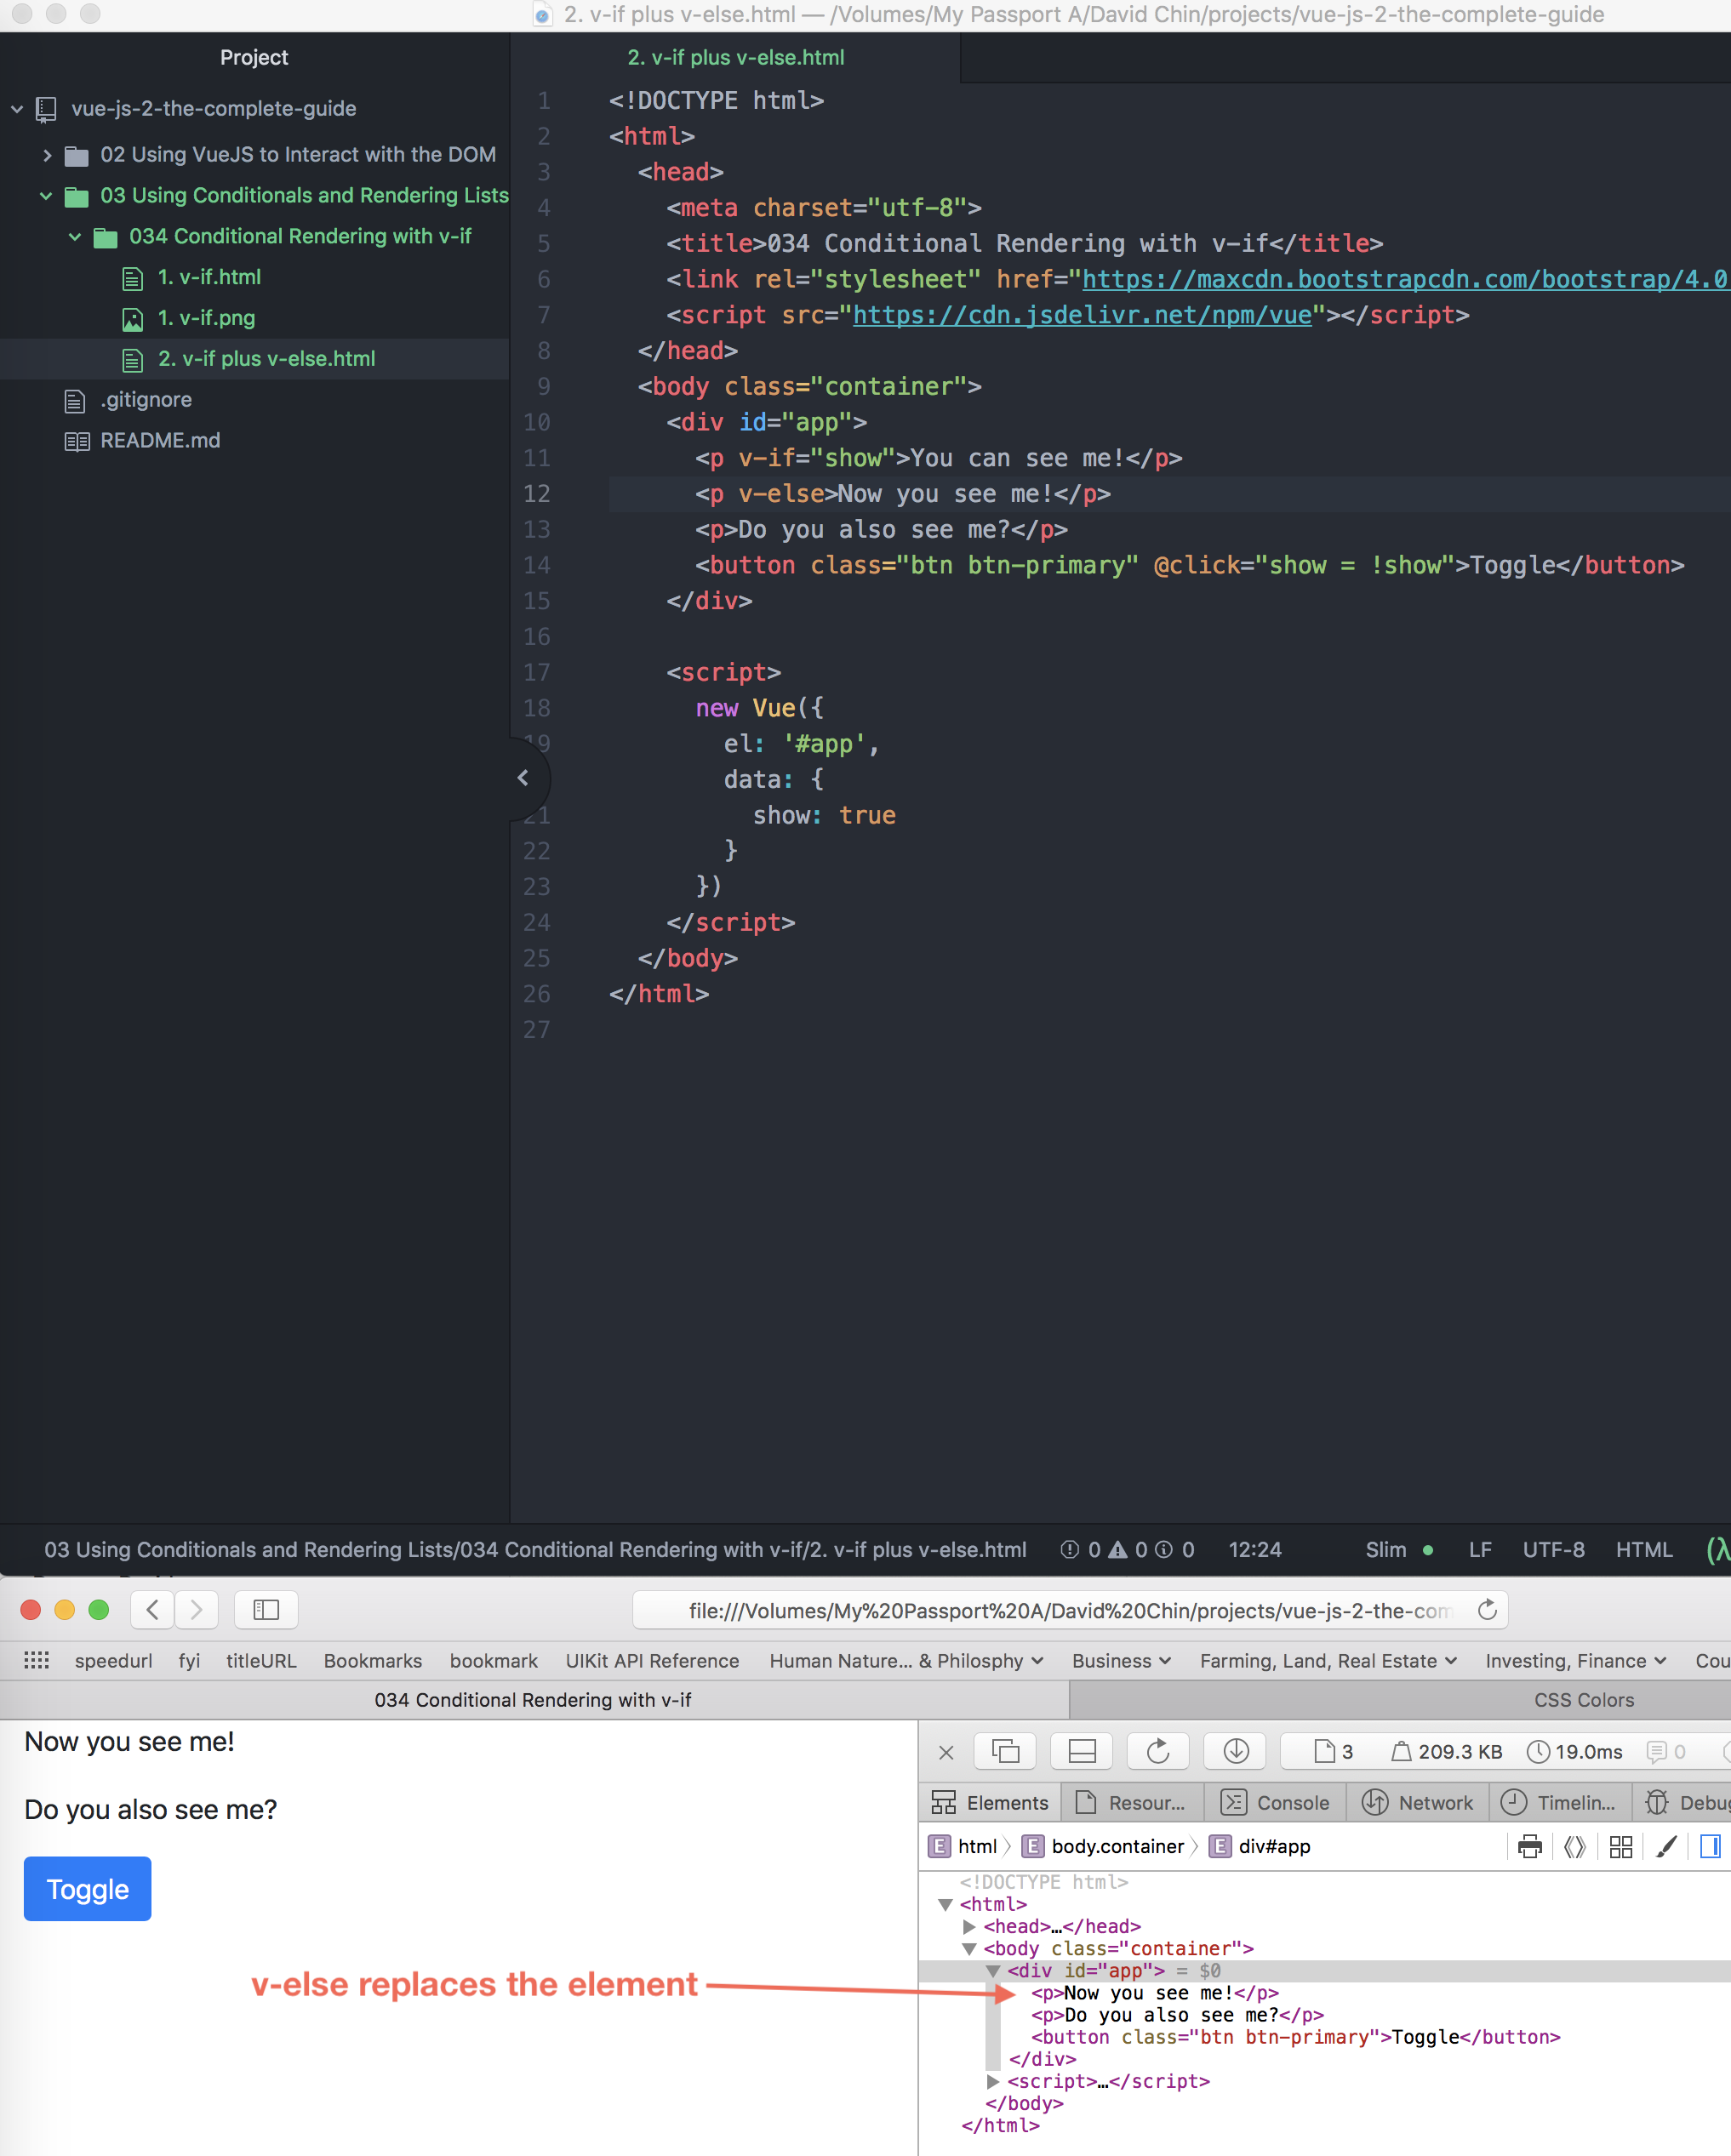 2. v-if plus v-else.html — /Volumes/My Passport A/David Chin/projects/vue-js-2-the-complete-guide
Project
vue-js-2-the-complete-guide
02 Using VueJS to Interact with the DOM
03 Using Conditionals and Rendering Lists
034 Conditional Rendering with v-if
1. v-if.html
1. v-if.png
2. v-if plus v-else.html
.gitignore
README.md
2. v-if plus v-else.html
1 <!DOCTYPE html>
2 <html>
3 <head>
4 <meta charset="utf-8">
5 <title>034 Conditional Rendering with v-if</title>
6 <link rel="stylesheet" href="https://maxcdn.bootstrapcdn.com/bootstrap/4.0
7 <script src="https://cdn.jsdelivr.net/npm/vue"></script>
8 </head>
9 <body class="container">
10 <div id="app">
11 <p v-if="show">You can see me!</p>
12 <p v-else>Now you see me!</p>
13 <p>Do you also see me?</p>
14 <button class="btn btn-primary" @click="show = !show">Toggle</button>
15 </div>
16
17 <script>
18 new Vue({
19 el: '#app',
data: {
21 show: true
22 }
23 })
24 </script>
25 </body>
26 </html>
27
03 Using Conditionals and Rendering Lists/034 Conditional Rendering with v-if/2. v-if plus v-else.html 0 0 0 12:24 Slim LF UTF-8 HTML (λ
file:///Volumes/My%20Passport%20A/David%20Chin/projects/vue-js-2-the-com
speedurl fyi titleURL Bookmarks bookmark UIKit API Reference Human Nature... & Philosphy Business Farming, Land, Real Estate Investing, Finance Cou
034 Conditional Rendering with v-if CSS Colors
Now you see me!
Do you also see me?
Toggle
v-else replaces the element
3 209.3 KB 19.0ms 0
Elements Resour... Console Network Timelin... Debug
E html E body.container E div#app
<!DOCTYPE html>
<html>
<head>…</head>
<body class="container">
<div id="app"> = $0
<p>Now you see me!</p>
<p>Do you also see me?</p>
<button class="btn btn-primary">Toggle</button>
</div>
<script>…</script>
</body>
</html>